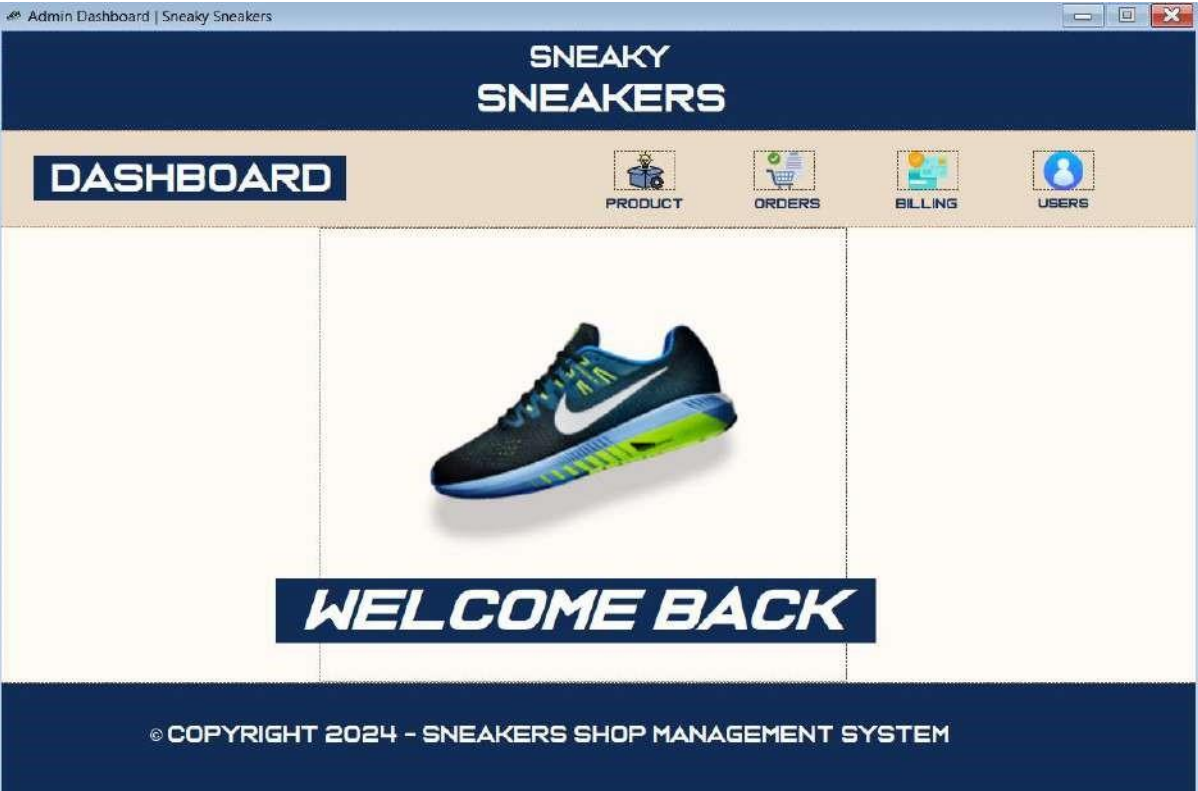 Admin Dashboard | Sneaky Sneakers
SNEAKY
SNEAKERS
DASHBOARD
PRODUCT
ORDERS
BILLING
USERS
WELCOME BACK
© COPYRIGHT 2024 - SNEAKERS SHOP MANAGEMENT SYSTEM